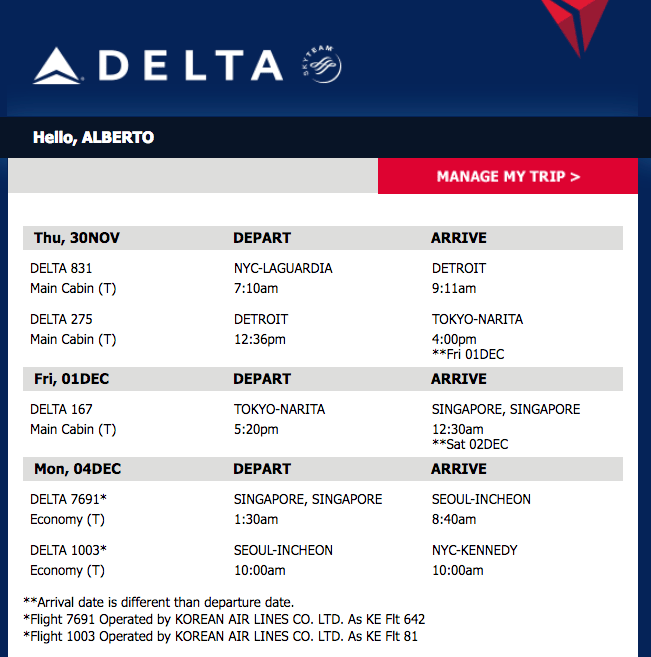 DELTA SKYTEAM
Hello, ALBERTO
MANAGE MY TRIP >
Thu, 30NOV DEPART ARRIVE
DELTA 831 NYC-LAGUARDIA DETROIT
Main Cabin (T) 7:10am 9:11am
DELTA 275 DETROIT TOKYO-NARITA
Main Cabin (T) 12:36pm 4:00pm
**Fri 01DEC
Fri, 01DEC DEPART ARRIVE
DELTA 167 TOKYO-NARITA SINGAPORE, SINGAPORE
Main Cabin (T) 5:20pm 12:30am
**Sat 02DEC
Mon, 04DEC DEPART ARRIVE
DELTA 7691* SINGAPORE, SINGAPORE SEOUL-INCHEON
Economy (T) 1:30am 8:40am
DELTA 1003* SEOUL-INCHEON NYC-KENNEDY
Economy (T) 10:00am 10:00am
**Arrival date is different than departure date.
*Flight 7691 Operated by KOREAN AIR LINES CO. LTD. As KE Flt 642
*Flight 1003 Operated by KOREAN AIR LINES CO. LTD. As KE Flt 81